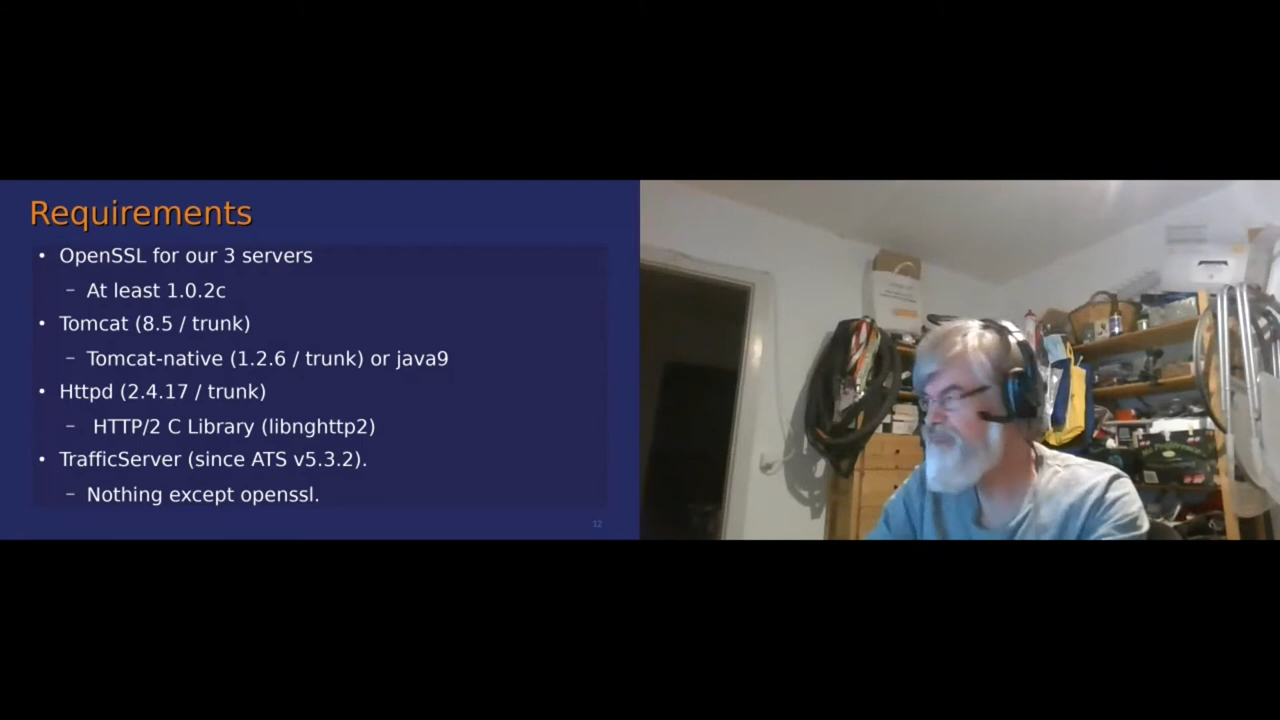 Requirements
• OpenSSL for our 3 servers
– At least 1.0.2c
• Tomcat (8.5 / trunk)
– Tomcat-native (1.2.6 / trunk) or java9
• Httpd (2.4.17 / trunk)
– HTTP/2 C Library (libnghttp2)
• TrafficServer (since ATS v5.3.2).
– Nothing except openssl.
12